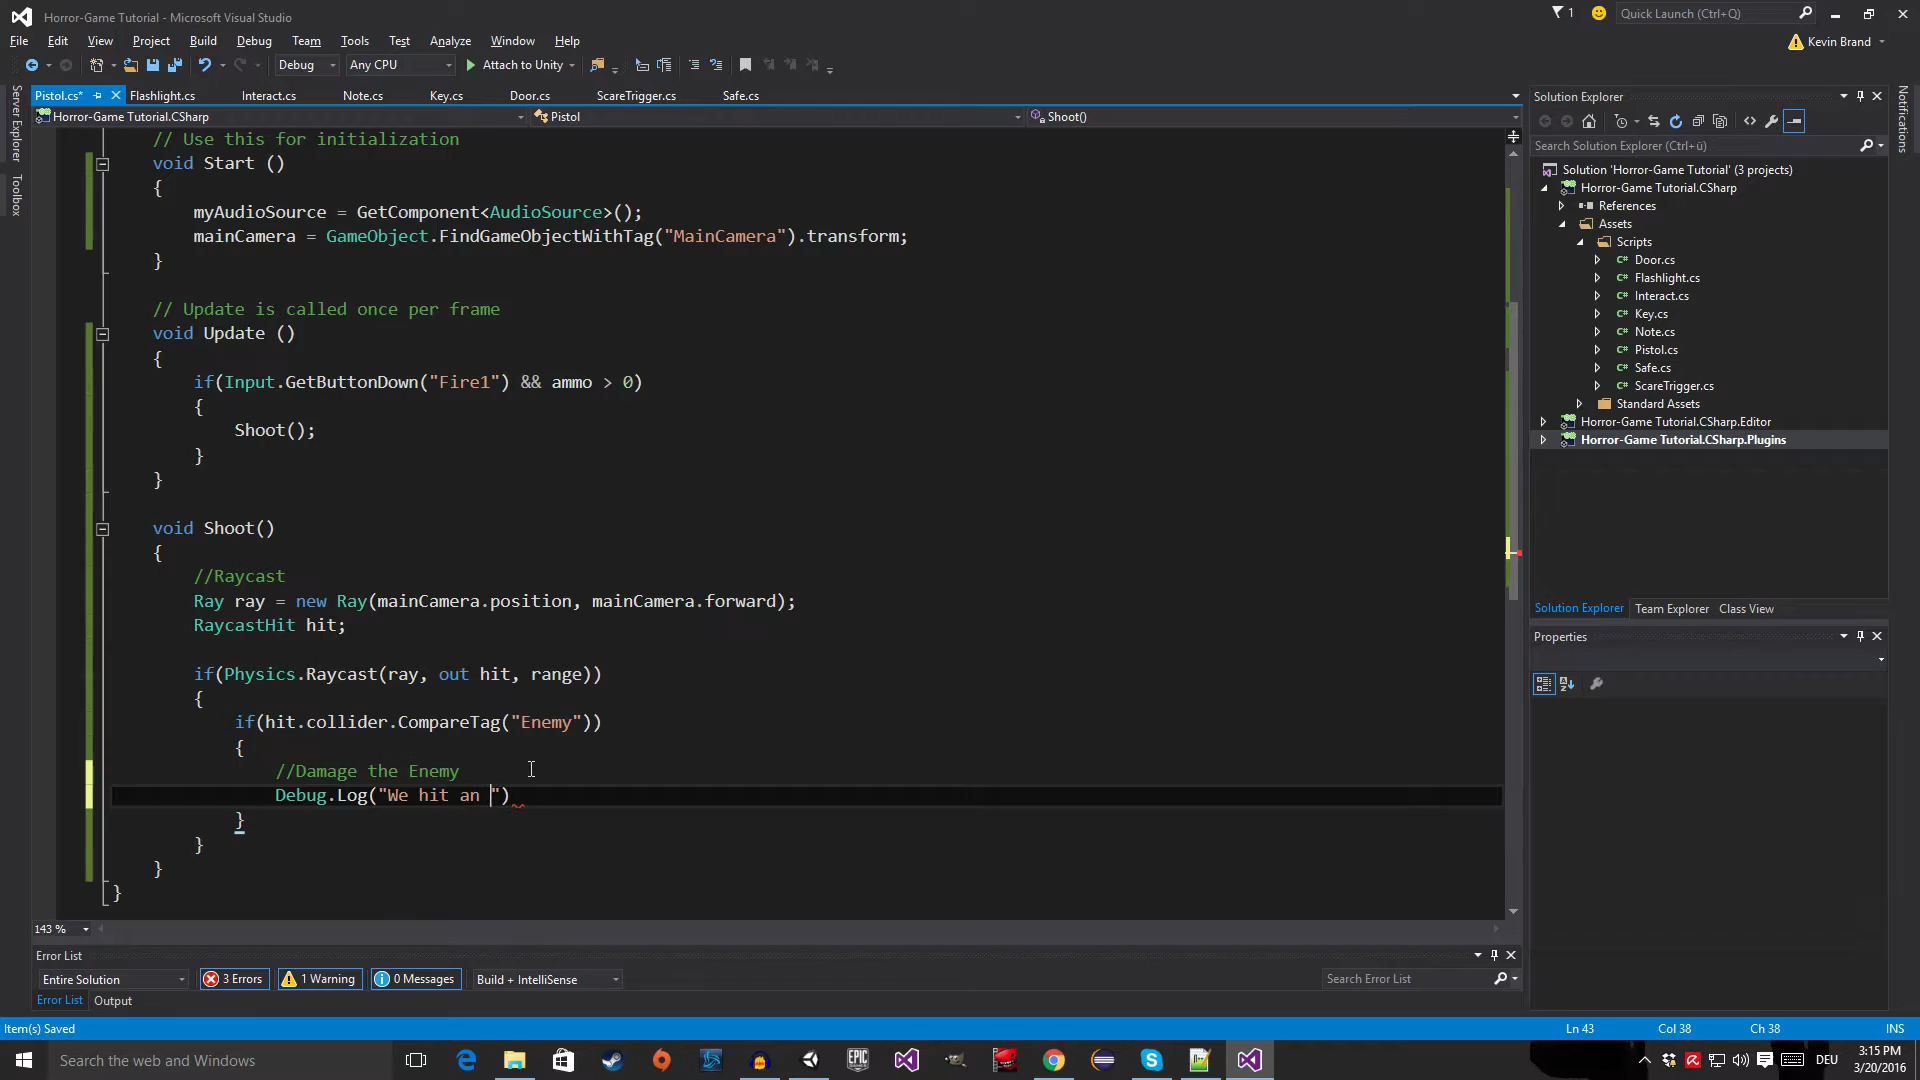 Horror-Game Tutorial - Microsoft Visual Studio
1
Quick Launch (Ctrl+Q)
File Edit View Project Build Debug Team Tools Test Analyze Window Help
Kevin Brand
Debug Any CPU Attach to Unity
Server Explorer
Toolbox
Notifications
Pistol.cs* Flashlight.cs Interact.cs Note.cs Key.cs Door.cs ScareTrigger.cs Safe.cs
Horror-Game Tutorial.CSharp Pistol Shoot()
// Use this for initialization
void Start ()
{
myAudioSource = GetComponent<AudioSource>();
mainCamera = GameObject.FindGameObjectWithTag("MainCamera").transform;
}
// Update is called once per frame
void Update ()
{
if(Input.GetButtonDown("Fire1") && ammo > 0)
{
Shoot();
}
}
void Shoot()
{
//Raycast
Ray ray = new Ray(mainCamera.position, mainCamera.forward);
RaycastHit hit;
if(Physics.Raycast(ray, out hit, range))
{
if(hit.collider.CompareTag("Enemy"))
{
//Damage the Enemy
Debug.Log("We hit an ")
}
}
}
}
143 %
Solution Explorer
Search Solution Explorer (Ctrl+ü)
Solution 'Horror-Game Tutorial' (3 projects)
Horror-Game Tutorial.CSharp
References
Assets
Scripts
C# Door.cs
C# Flashlight.cs
C# Interact.cs
C# Key.cs
C# Note.cs
C# Pistol.cs
C# Safe.cs
C# ScareTrigger.cs
Standard Assets
Horror-Game Tutorial.CSharp.Editor
Horror-Game Tutorial.CSharp.Plugins
Solution Explorer Team Explorer Class View
Properties
Error List
Entire Solution 3 Errors 1 Warning 0 Messages Build + IntelliSense Search Error List
Error List Output
Item(s) Saved Ln 43 Col 38 Ch 38 INS
Search the web and Windows
EPIC GAMES
DEU
3:15 PM
3/20/2016